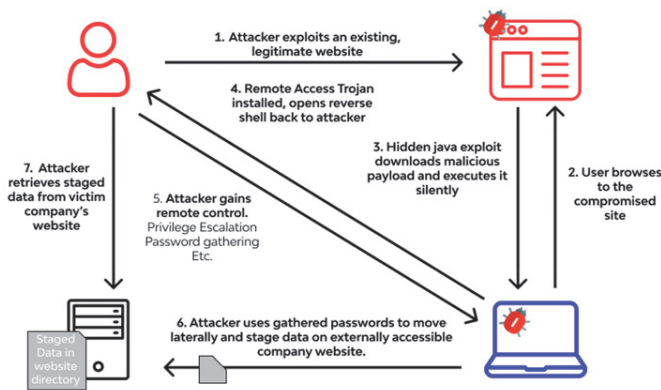 1. Attacker exploits an existing,
legitimate website
4. Remote Access Trojan
installed, opens reverse
shell back to attacker
3. Hidden java exploit
downloads malicious
payload and executes it
silently
2. User browses
to the
compromised
site
7. Attacker
retrieves staged
data from victim
company's
website
5. Attacker gains
remote control.
Privilege Escalation
Password gathering
Etc.
6. Attacker uses gathered passwords to move
laterally and stage data on externally accessible
company website.
Staged
Data in
website
directory